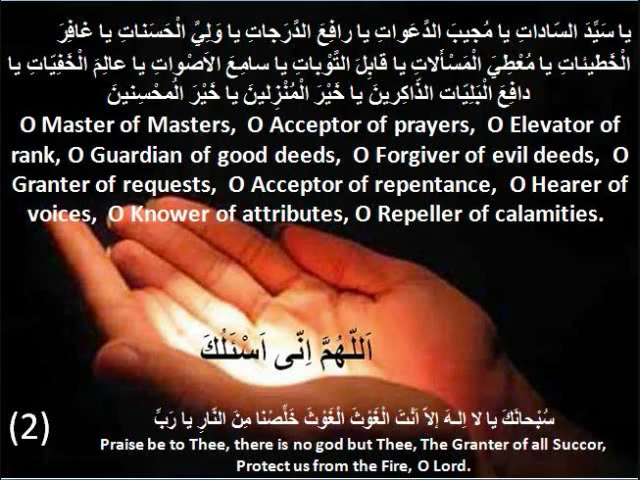 يا سَيِّدَ السّاداتِ يا مُجيبَ الدَّعَواتِ يا رافِعَ الدَّرَجاتِ يا وَلِيَّ الْحَسَناتِ يا غافِرَ
الْخَطيئاتِ يا مُعْطِيَ الْمَسْأَلاتِ يا قابِلَ التَّوْباتِ يا سامِعَ الاَصْواتِ يا عالِمَ الْخَفِيّاتِ يا
دافِعَ الْبَلِيّاتِ الذّاكِرينَ يا خَيْرَ الْمُنْزِلينَ يا خَيْرَ الُمحْسِنينَ
O Master of Masters, O Acceptor of prayers, O Elevator of
rank, O Guardian of good deeds, O Forgiver of evil deeds, O
Granter of requests, O Acceptor of repentance, O Hearer of
voices, O Knower of attributes, O Repeller of calamities.
اَللّهُمَّ اِنّى اَسْئَلُكَ
سُبْحانَكَ يا لا اِلـهَ إلاّ اَنْتَ الْغَوْثَ الْغَوْثَ خَلِّصْنا مِنَ النّارِ يا رَبِّ
(2)
Praise be to Thee, there is no god but Thee, The Granter of all Succor,
Protect us from the Fire, O Lord.